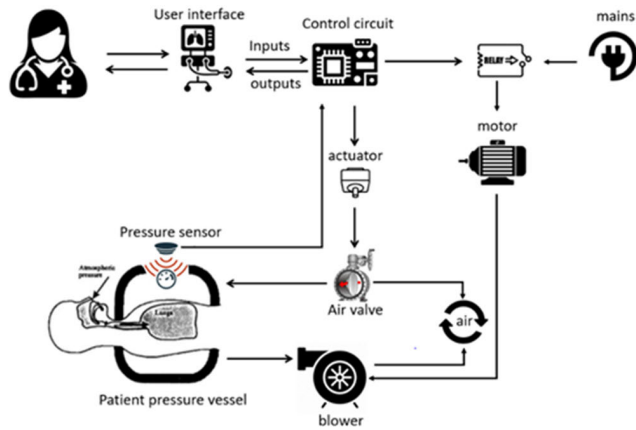 User interface
Control circuit
mains
Inputs
outputs
RELAY
motor
actuator
Pressure sensor
Atmospheric
pressure
Lungs
Air valve
air
Patient pressure vessel
blower